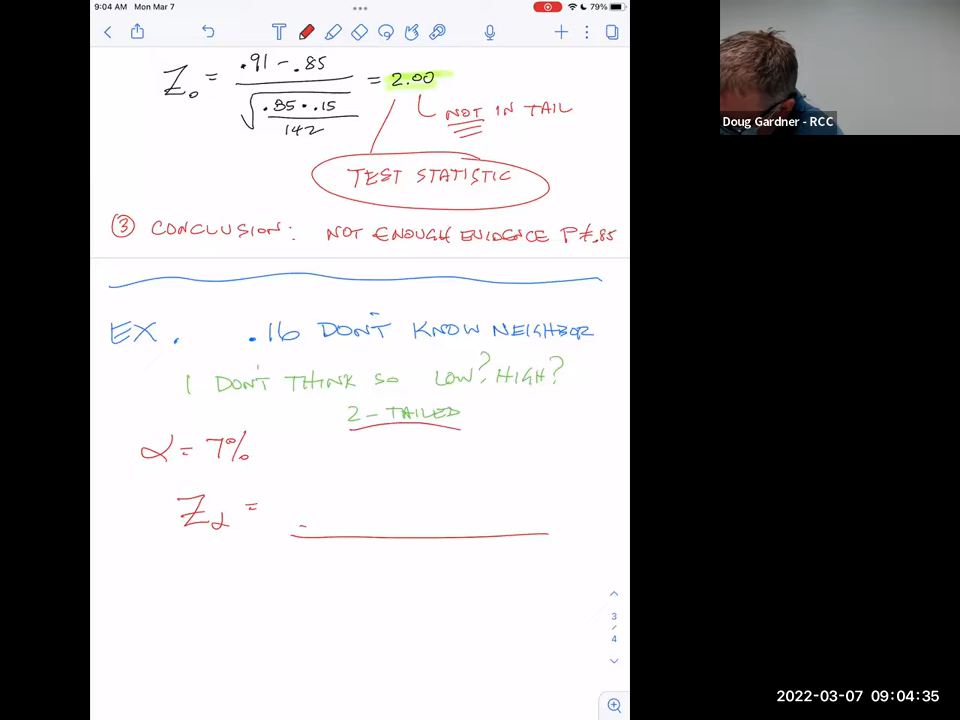 9:04 AM Mon Mar 7
79%
Z₀ = .91 - .85 / √(.85 · .15 / 142) = 2.00
NOT IN TAIL
TEST STATISTIC
③ CONCLUSION: NOT ENOUGH EVIDENCE P≠.85
EX. .16 DON'T KNOW NEIGHBOR
I DON'T THINK SO LOW? HIGH?
2-TAILED
α = 7%
Zα =
3
/
4
Doug Gardner - RCC
2022-03-07 09:04:35